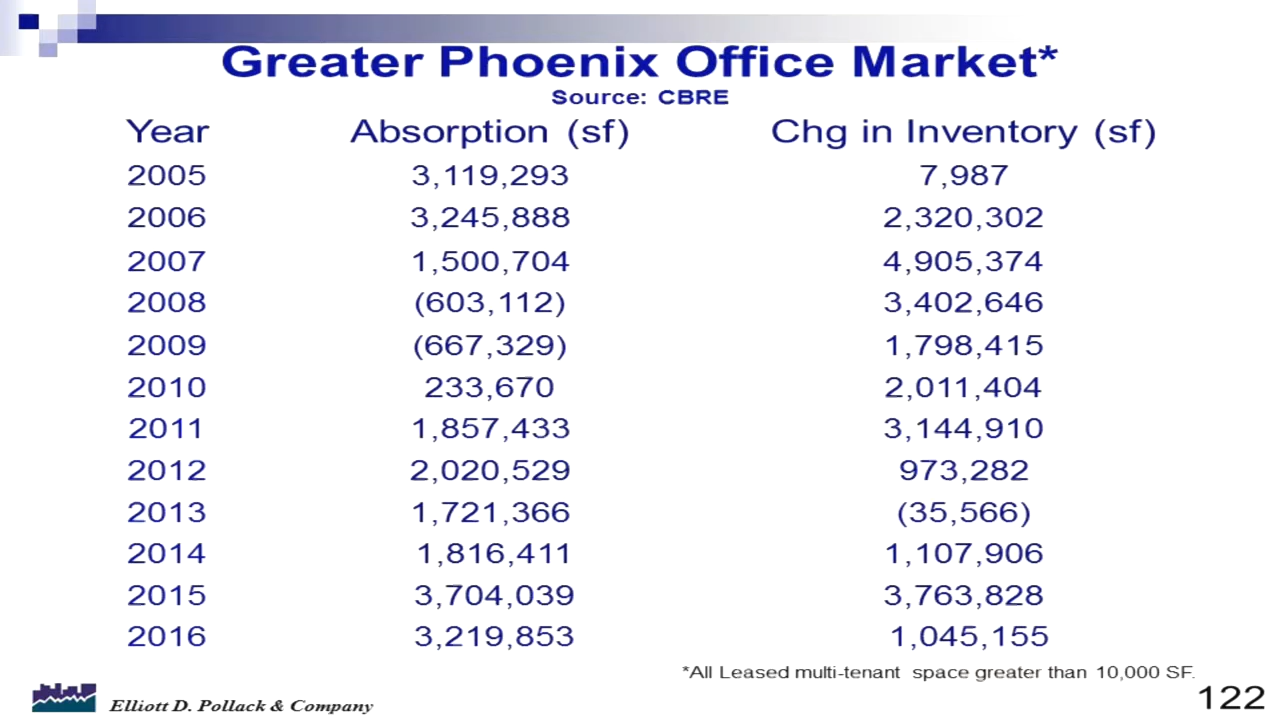 Greater Phoenix Office Market*
Source: CBRE
Year Absorption (sf) Chg in Inventory (sf)
2005 3,119,293 7,987
2006 3,245,888 2,320,302
2007 1,500,704 4,905,374
2008 (603,112) 3,402,646
2009 (667,329) 1,798,415
2010 233,670 2,011,404
2011 1,857,433 3,144,910
2012 2,020,529 973,282
2013 1,721,366 (35,566)
2014 1,816,411 1,107,906
2015 3,704,039 3,763,828
2016 3,219,853 1,045,155
*All Leased multi-tenant space greater than 10,000 SF.
Elliott D. Pollack & Company
122